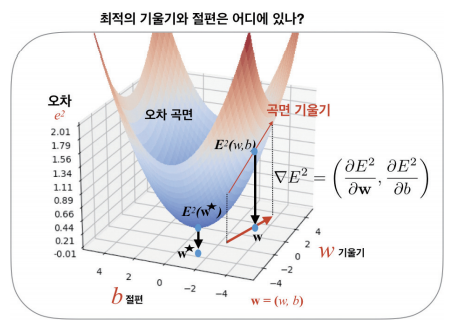 최적의 기울기와 절편은 어디에 있나?
오차
e²
오차 곡면
곡면 기울기
2.01
1.79
1.56
1.34
1.11
0.89
0.66
0.44
0.21
-0.01
E²(w,b)
∇E² = (∂E²/∂w, ∂E²/∂b)
E²(w★)
w★
w
4
2
0
-2
-4
4
2
0
-2
-4
w 기울기
b 절편
w = (w, b)